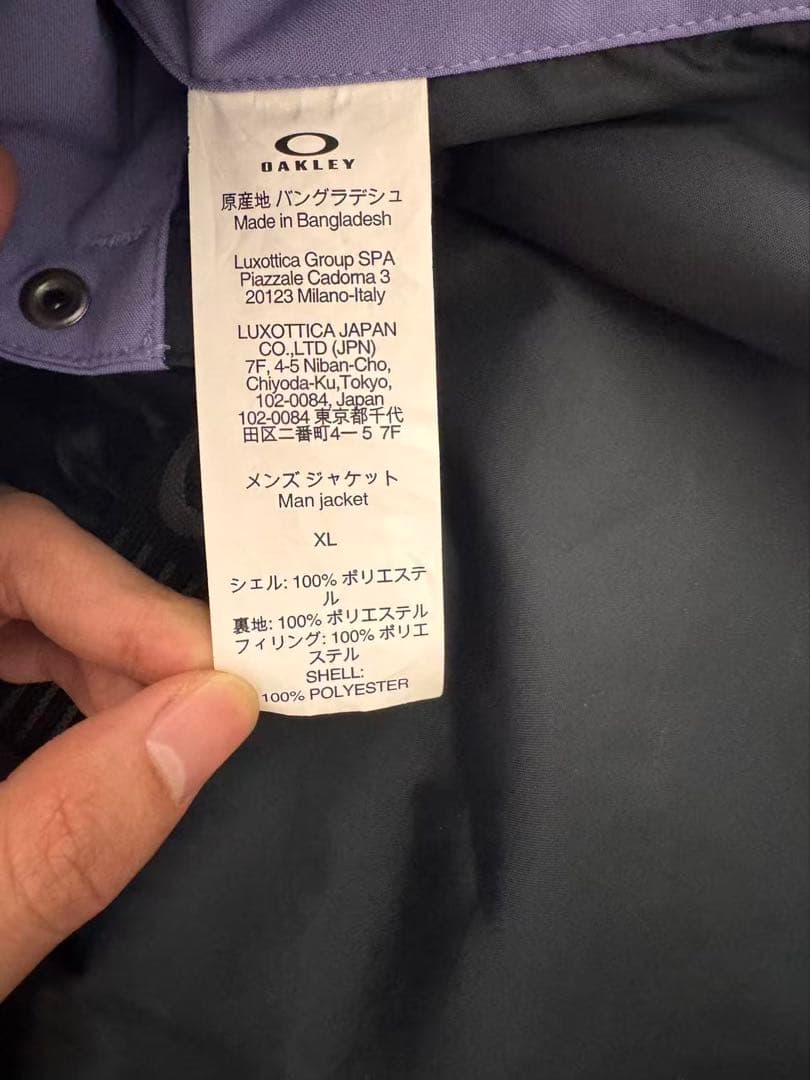 OAKLEY
原産地 バングラデシュ
Made in Bangladesh
Luxottica Group SPA
Piazzale Cadorna 3
20123 Milano-Italy
LUXOTTICA JAPAN
CO.,LTD (JPN)
7F, 4-5 Niban-Cho,
Chiyoda-Ku,Tokyo,
102-0084, Japan
102-0084 東京都千代
田区二番町4ー5 7F
メンズ ジャケット
Man jacket
XL
シェル: 100% ポリエステ
ル
裏地: 100% ポリエステル
フィリング: 100% ポリエ
ステル
SHELL:
100% POLYESTER